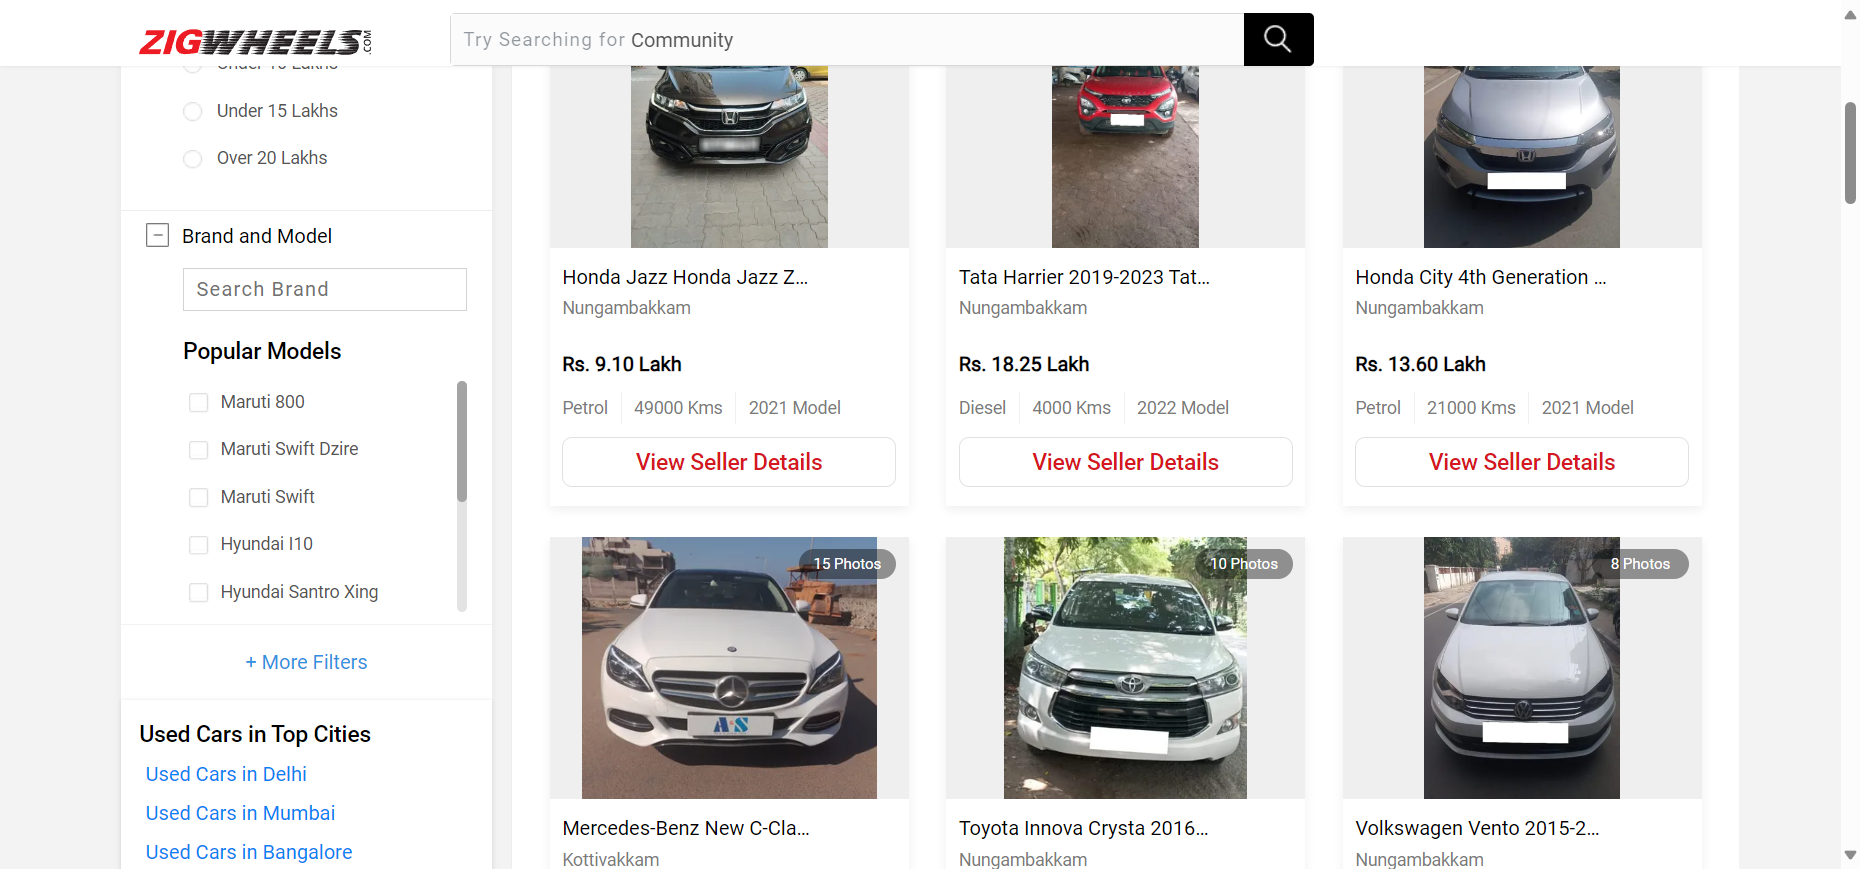 ZIGWHEELS.COM
Try Searching for Community
Under 15 Lakhs
Over 20 Lakhs
Brand and Model
Search Brand
Popular Models
Maruti 800
Maruti Swift Dzire
Maruti Swift
Hyundai I10
Hyundai Santro Xing
+ More Filters
Used Cars in Top Cities
Used Cars in Delhi
Used Cars in Mumbai
Used Cars in Bangalore
Honda Jazz Honda Jazz Z...
Nungambakkam
Rs. 9.10 Lakh
Petrol 49000 Kms 2021 Model
View Seller Details
Tata Harrier 2019-2023 Tat...
Nungambakkam
Rs. 18.25 Lakh
Diesel 4000 Kms 2022 Model
View Seller Details
Honda City 4th Generation ...
Nungambakkam
Rs. 13.60 Lakh
Petrol 21000 Kms 2021 Model
View Seller Details
15 Photos
Mercedes-Benz New C-Cla...
Kottivakkam
10 Photos
Toyota Innova Crysta 2016...
Nungambakkam
8 Photos
Volkswagen Vento 2015-2...
Nungambakkam